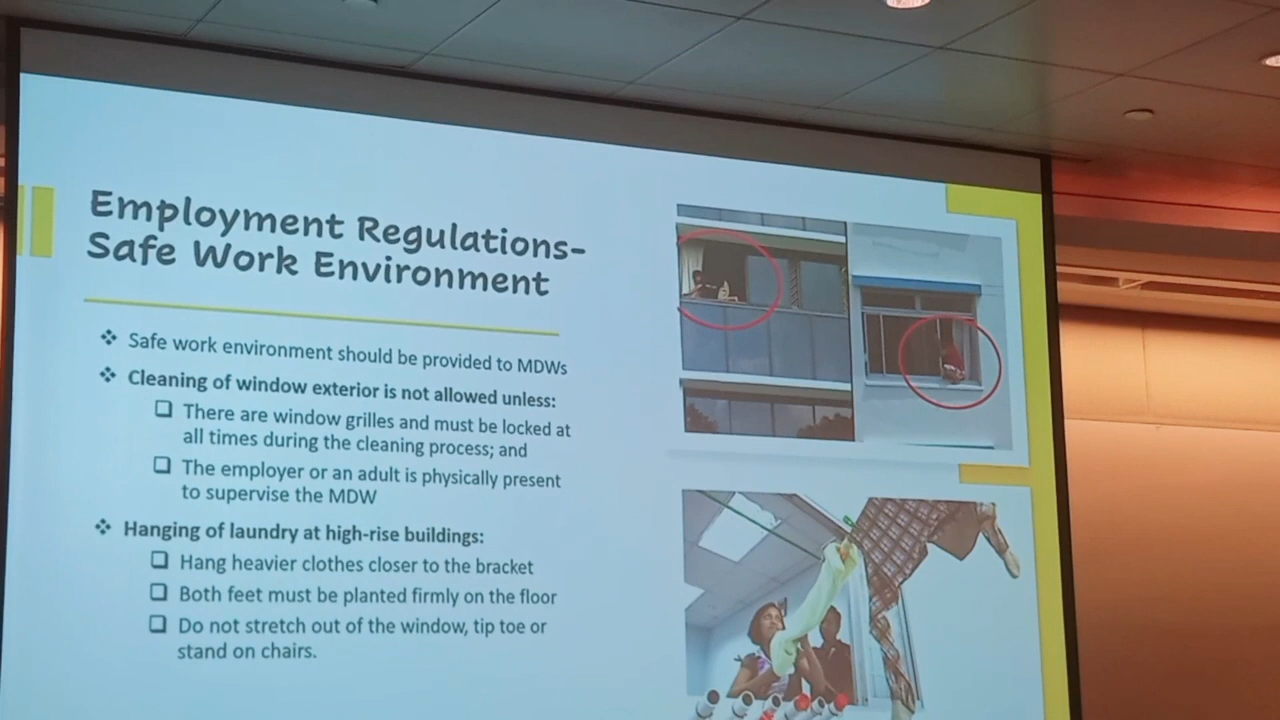 Employment Regulations-
Safe Work Environment
❖ Safe work environment should be provided to MDWs
❖ Cleaning of window exterior is not allowed unless:
❑ There are window grilles and must be locked at
all times during the cleaning process; and
❑ The employer or an adult is physically present
to supervise the MDW
❖ Hanging of laundry at high-rise buildings:
❑ Hang heavier clothes closer to the bracket
❑ Both feet must be planted firmly on the floor
❑ Do not stretch out of the window, tip toe or
stand on chairs.